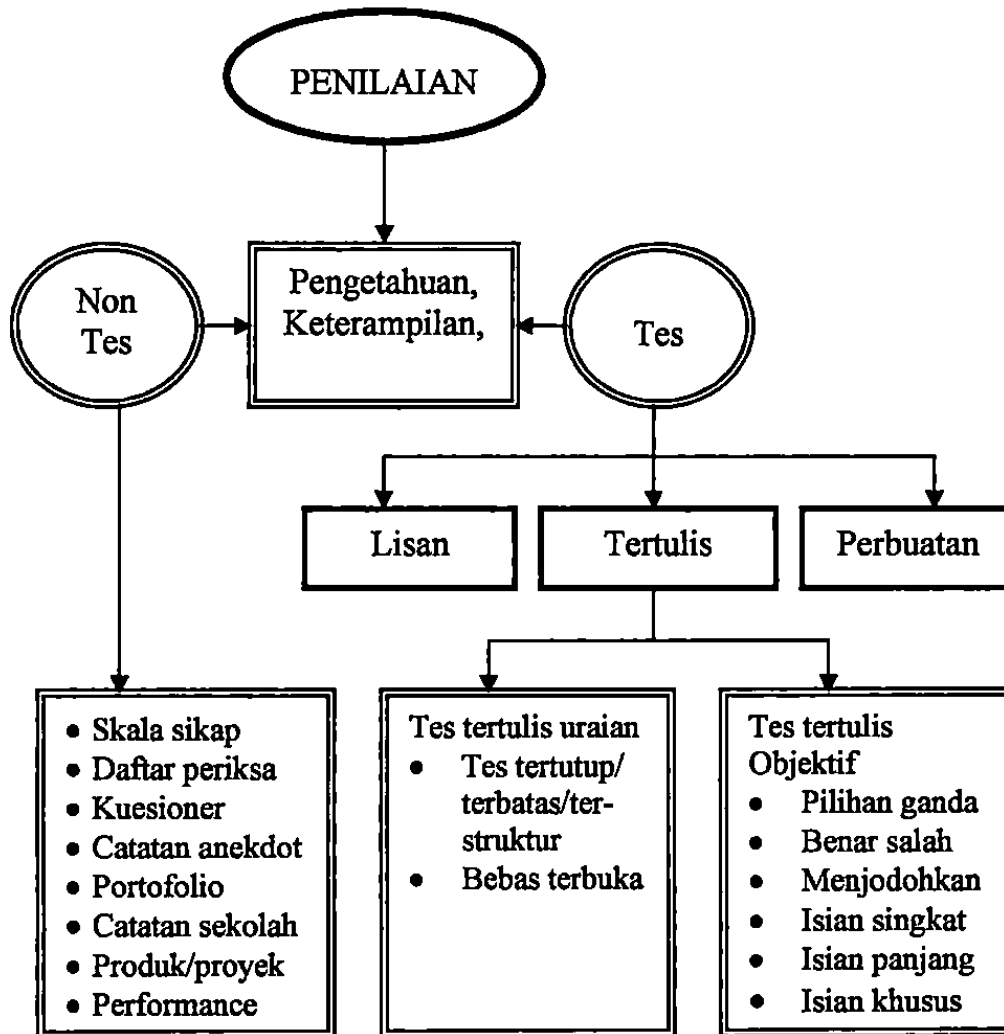 PENILAIAN
Non
Tes
Pengetahuan,
Keterampilan,
Tes
Lisan
Tertulis
Perbuatan
• Skala sikap
• Daftar periksa
• Kuesioner
• Catatan anekdot
• Portofolio
• Catatan sekolah
• Produk/proyek
• Performance
Tes tertulis uraian
• Tes tertutup/
terbatas/ter-
struktur
• Bebas terbuka
Tes tertulis
Objektif
• Pilihan ganda
• Benar salah
• Menjodohkan
• Isian singkat
• Isian panjang
• Isian khusus